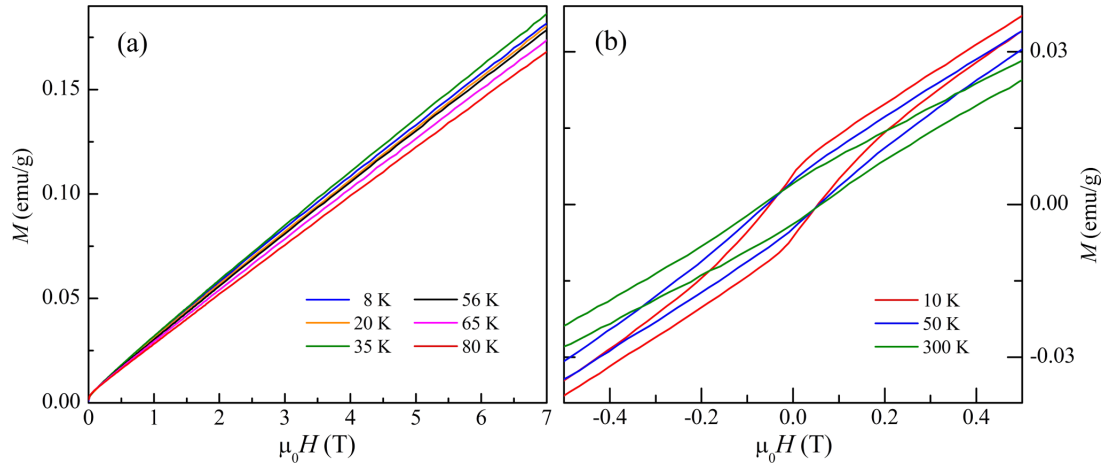 (a)
M (emu/g)
0.15
0.10
0.05
0.00
8 K
20 K
35 K
56 K
65 K
80 K
0 1 2 3 4 5 6 7
μ₀H (T)
(b)
0.03
0.00
-0.03
M (emu/g)
10 K
50 K
300 K
-0.4 -0.2 0.0 0.2 0.4
μ₀H (T)